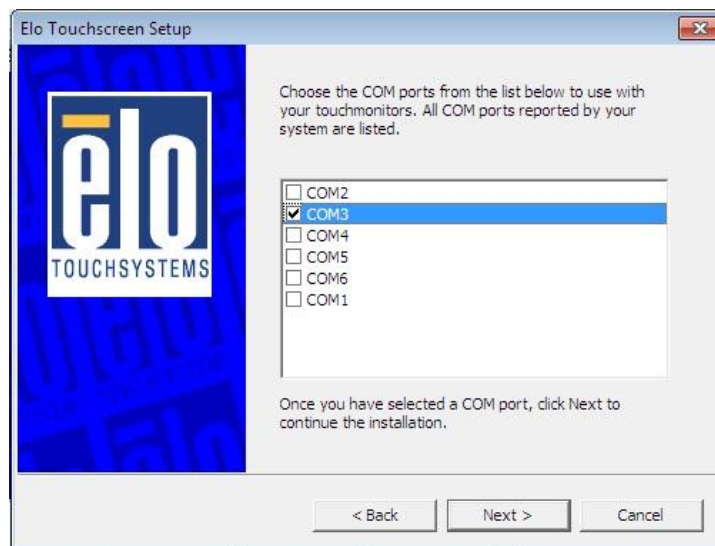 Elo Touchscreen Setup
Choose the COM ports from the list below to use with
your touchmonitors. All COM ports reported by your
system are listed.
ēlo
TOUCHSYSTEMS
COM2
COM3
COM4
COM5
COM6
COM1
Once you have selected a COM port, click Next to
continue the installation.
< Back
Next >
Cancel